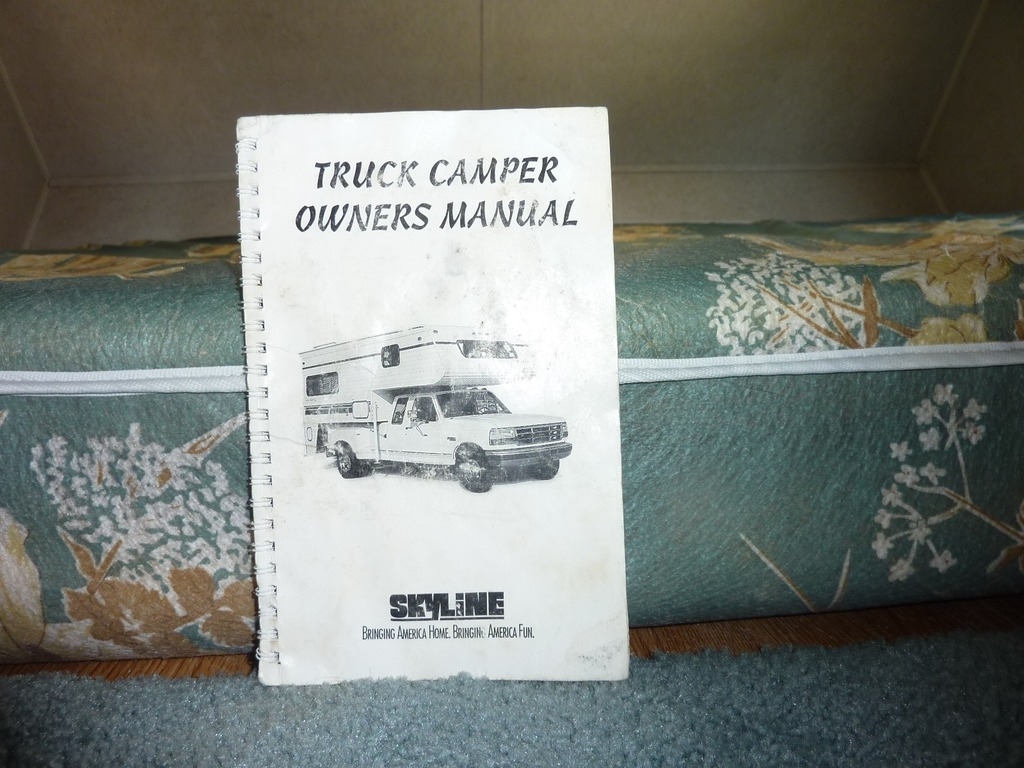 TRUCK CAMPER
OWNERS MANUAL
SKYLINE
BRINGING AMERICA HOME. BRINGING AMERICA FUN.